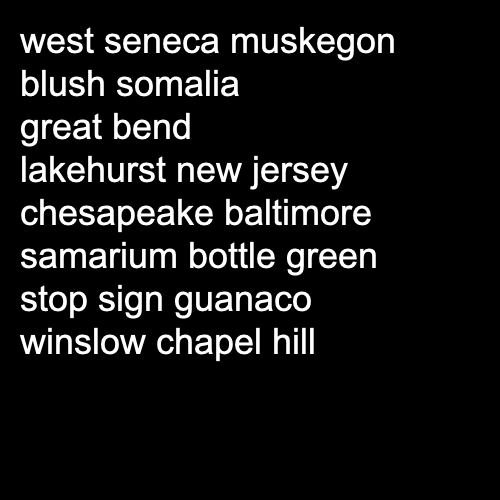 west seneca muskegon
blush somalia
great bend
lakehurst new jersey
chesapeake baltimore
samarium bottle green
stop sign guanaco
winslow chapel hill